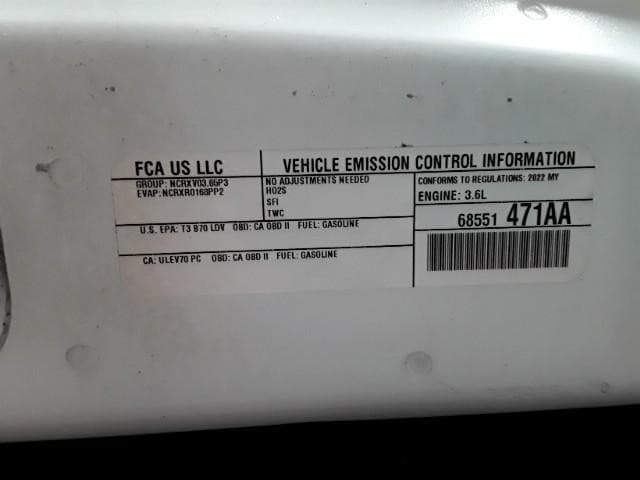 FCA US LLC
VEHICLE EMISSION CONTROL INFORMATION
GROUP: NCRXV03.65P3
EVAP: NCRXR0168PP2
NO ADJUSTMENTS NEEDED
HO2S
SFI
TWC
CONFORMS TO REGULATIONS: 2022 MY
ENGINE: 3.6L
68551 471AA
U.S. EPA: T3 B70 LDV OBD: CA OBD II FUEL: GASOLINE
CA: ULEV70 PC OBD: CA OBD II FUEL: GASOLINE